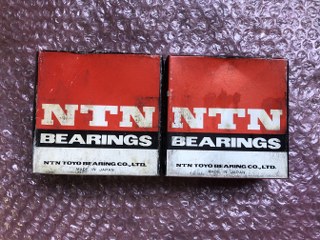 NTN
BEARINGS
NTN TOYO BEARING CO., LTD.
MADE IN JAPAN
NTN
BEARINGS
NTN TOYO BEARING CO., LTD.
MADE IN JAPAN